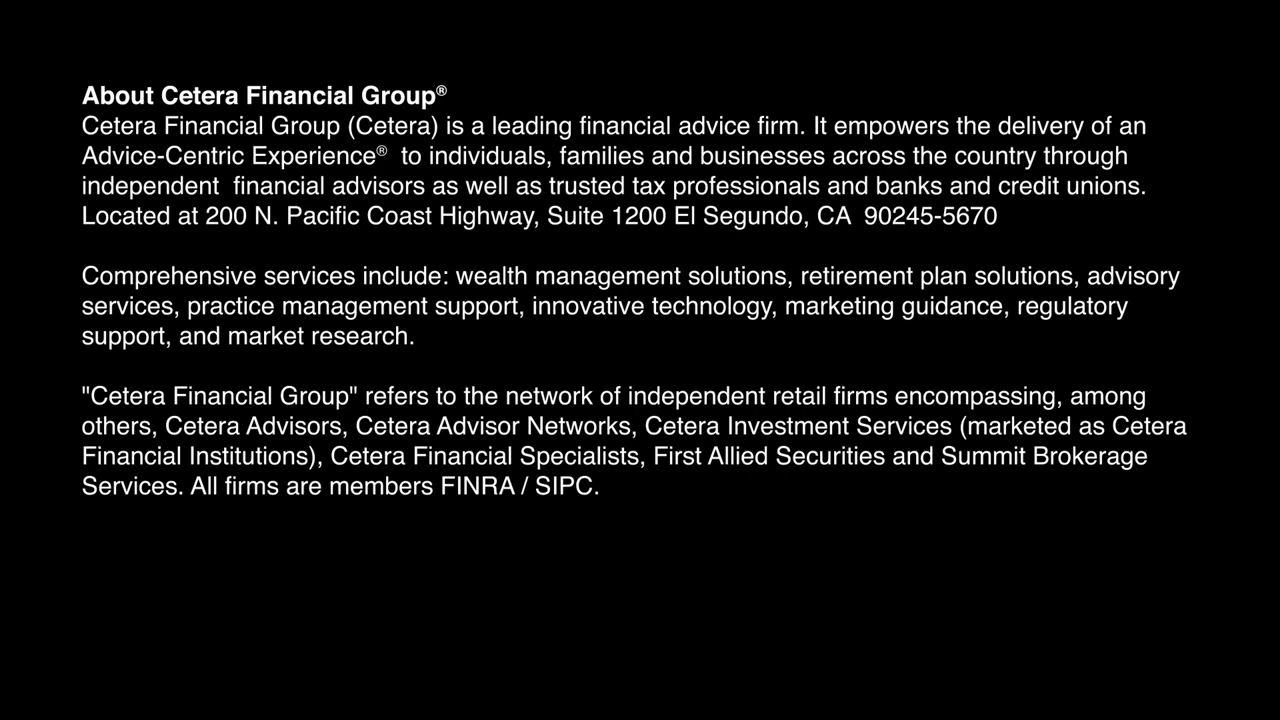 About Cetera Financial Group®
Cetera Financial Group (Cetera) is a leading financial advice firm. It empowers the delivery of an
Advice-Centric Experience®  to individuals, families and businesses across the country through
independent  financial advisors as well as trusted tax professionals and banks and credit unions.
Located at 200 N. Pacific Coast Highway, Suite 1200 El Segundo, CA  90245-5670
Comprehensive services include: wealth management solutions, retirement plan solutions, advisory
services, practice management support, innovative technology, marketing guidance, regulatory
support, and market research.
"Cetera Financial Group" refers to the network of independent retail firms encompassing, among
others, Cetera Advisors, Cetera Advisor Networks, Cetera Investment Services (marketed as Cetera
Financial Institutions), Cetera Financial Specialists, First Allied Securities and Summit Brokerage
Services. All firms are members FINRA / SIPC.